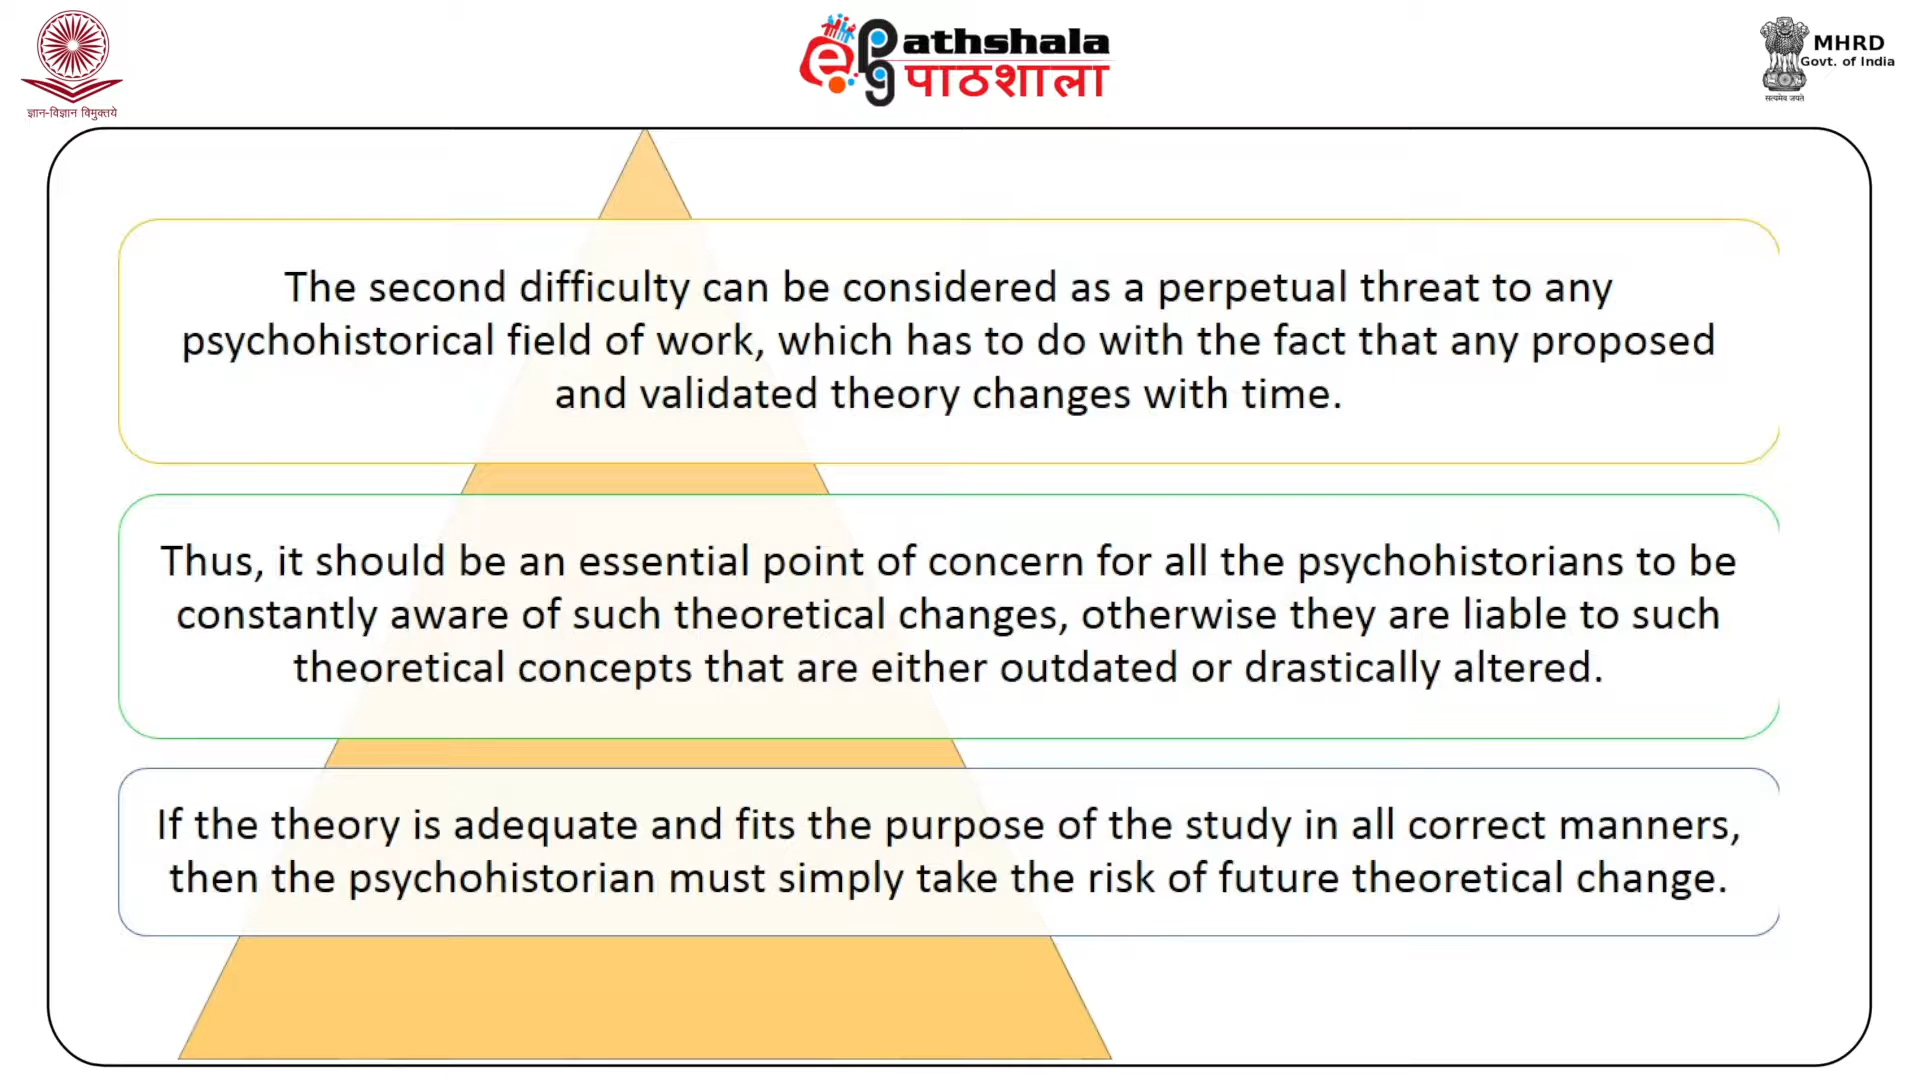 ज्ञान-विज्ञान विमुक्तये
e pg athshala
पाठशाला
MHRD
Govt. of India
सत्यमेव जयते
The second difficulty can be considered as a perpetual threat to any
psychohistorical field of work, which has to do with the fact that any proposed
and validated theory changes with time.
Thus, it should be an essential point of concern for all the psychohistorians to be
constantly aware of such theoretical changes, otherwise they are liable to such
theoretical concepts that are either outdated or drastically altered.
If the theory is adequate and fits the purpose of the study in all correct manners,
then the psychohistorian must simply take the risk of future theoretical change.